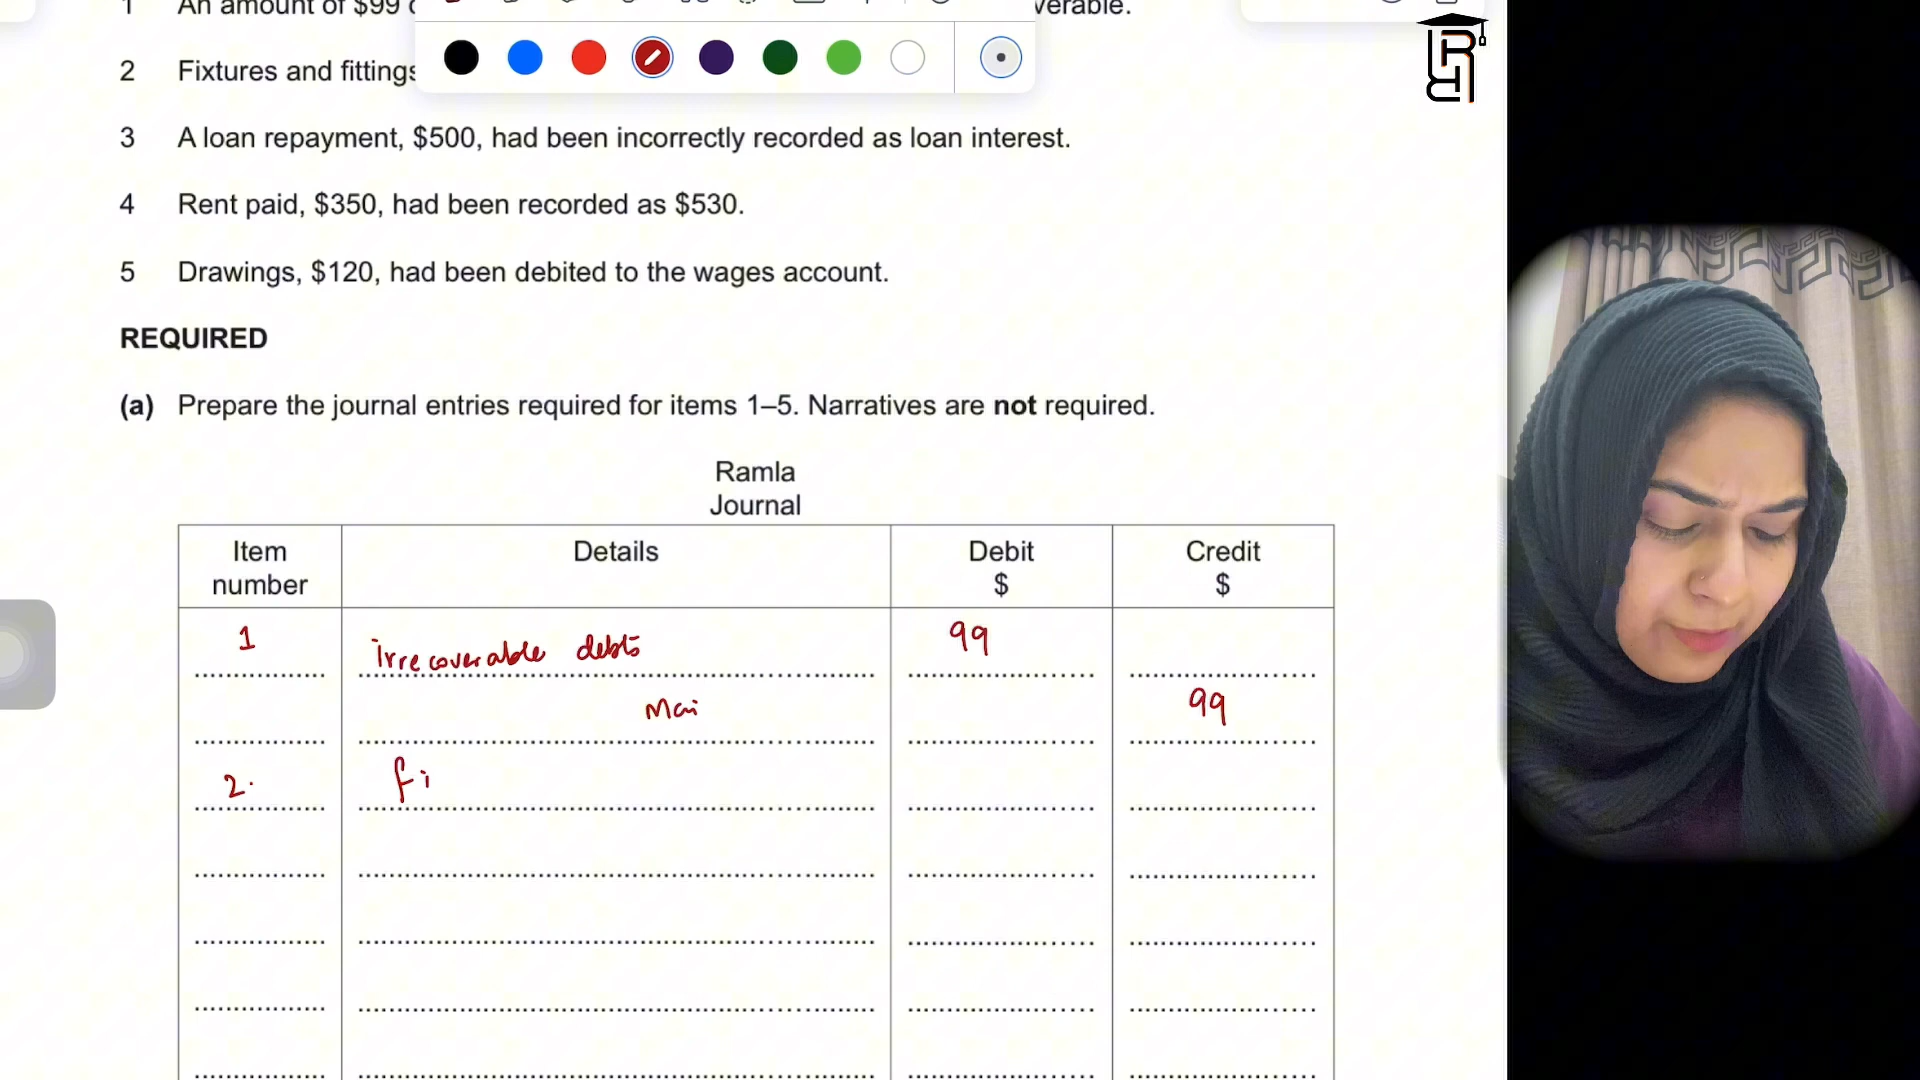 1 An amount of $99
verable.
2 Fixtures and fittings
3 A loan repayment, $500, had been incorrectly recorded as loan interest.
4 Rent paid, $350, had been recorded as $530.
5 Drawings, $120, had been debited to the wages account.
REQUIRED
(a) Prepare the journal entries required for items 1–5. Narratives are not required.
Ramla
Journal
Item number Details Debit $ Credit $
1 irrecoverable debts 99
Mai 99
2. fi